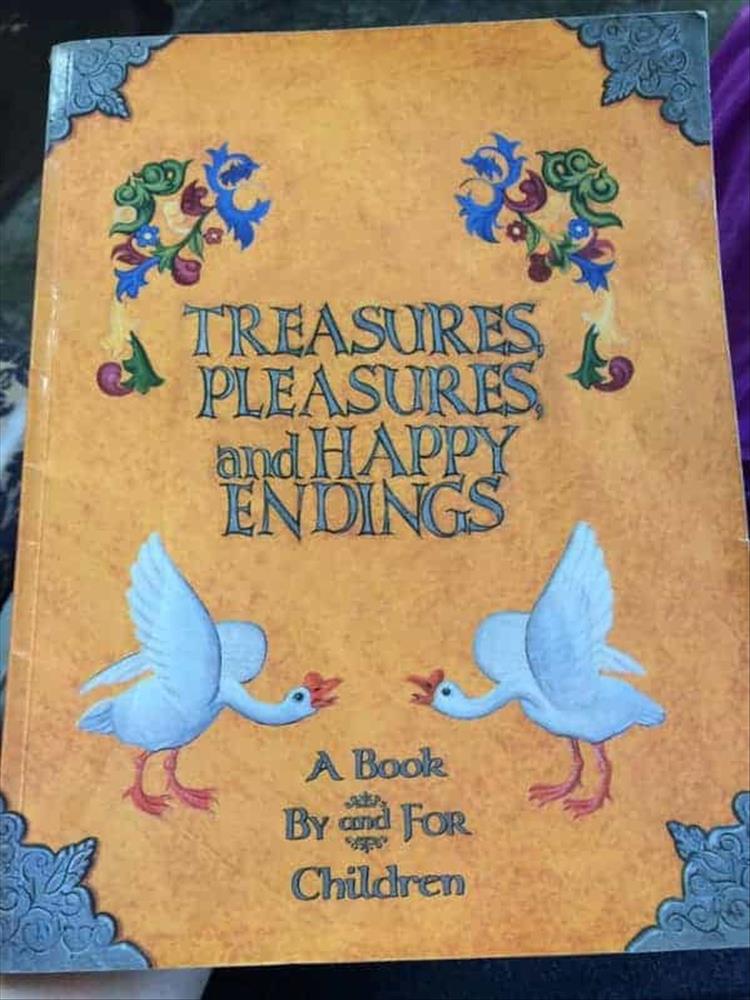 TREASURES,
PLEASURES,
and HAPPY
ENDINGS
A Book
By and For
Children